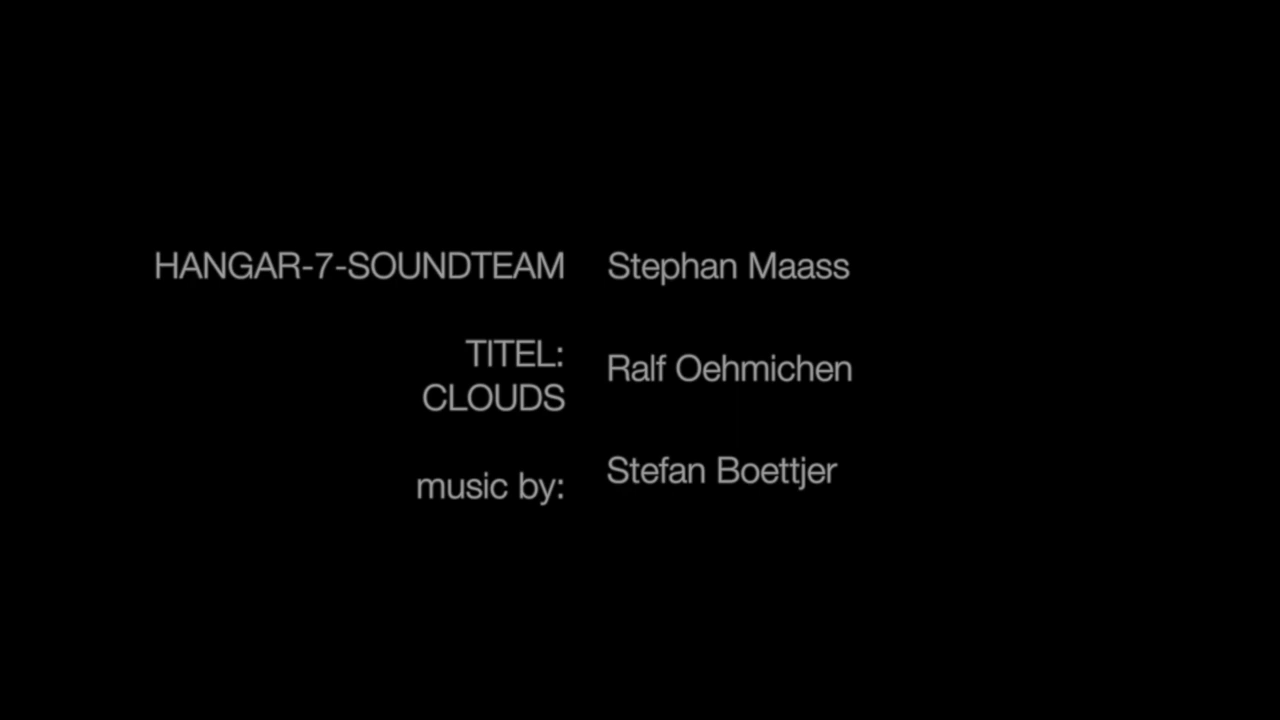 HANGAR-7-SOUNDTEAM
TITEL:
CLOUDS
music by:
Stephan Maass
Ralf Oehmichen
Stefan Boettjer